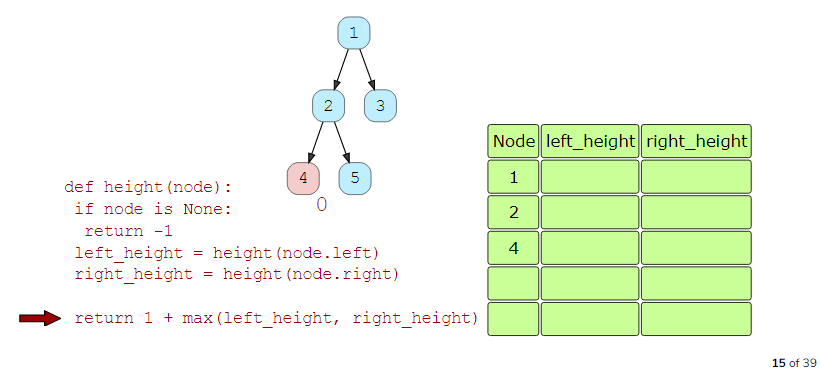 1
2 3
4 5
0
def height(node):
if node is None:
return -1
left_height = height(node.left)
right_height = height(node.right)
return 1 + max(left_height, right_height)
Node left_height right_height
1
2
4
15 of 39